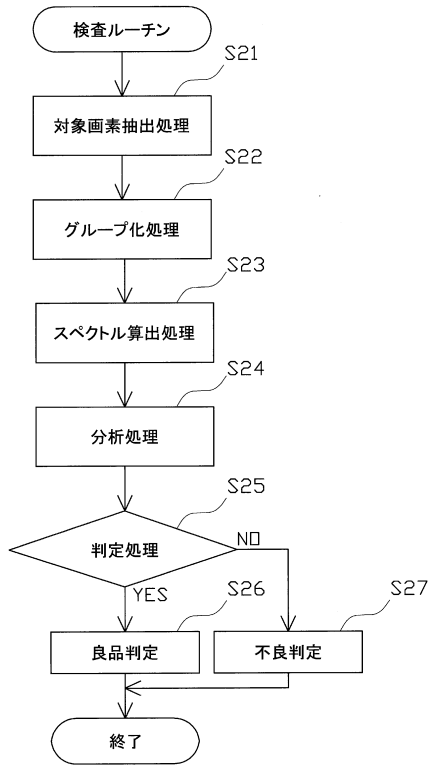 検査ルーチン
S21
対象画素抽出処理
S22
グループ化処理
S23
スペクトル算出処理
S24
分析処理
S25
判定処理
NO
YES
S26
良品判定
S27
不良判定
終了